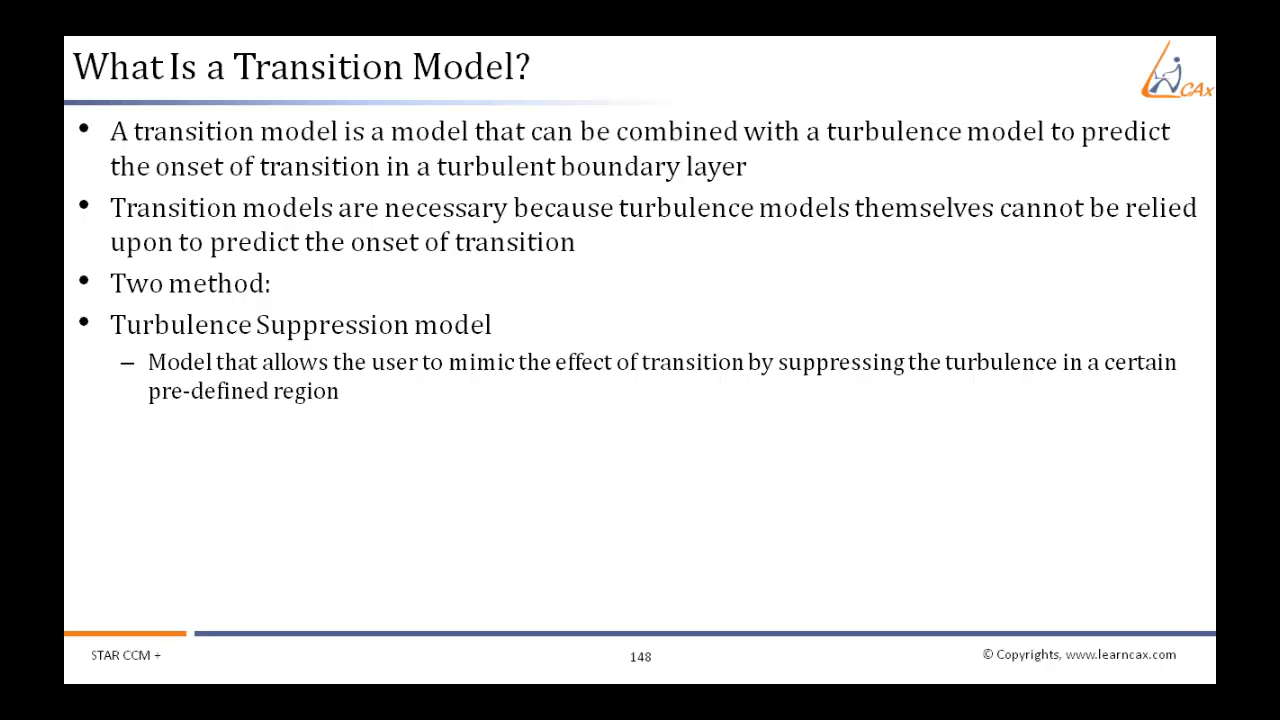 What Is a Transition Model?
CAx
• A transition model is a model that can be combined with a turbulence model to predict
the onset of transition in a turbulent boundary layer
• Transition models are necessary because turbulence models themselves cannot be relied
upon to predict the onset of transition
• Two method:
• Turbulence Suppression model
– Model that allows the user to mimic the effect of transition by suppressing the turbulence in a certain
pre-defined region
STAR CCM +
148
© Copyrights, www.learncax.com